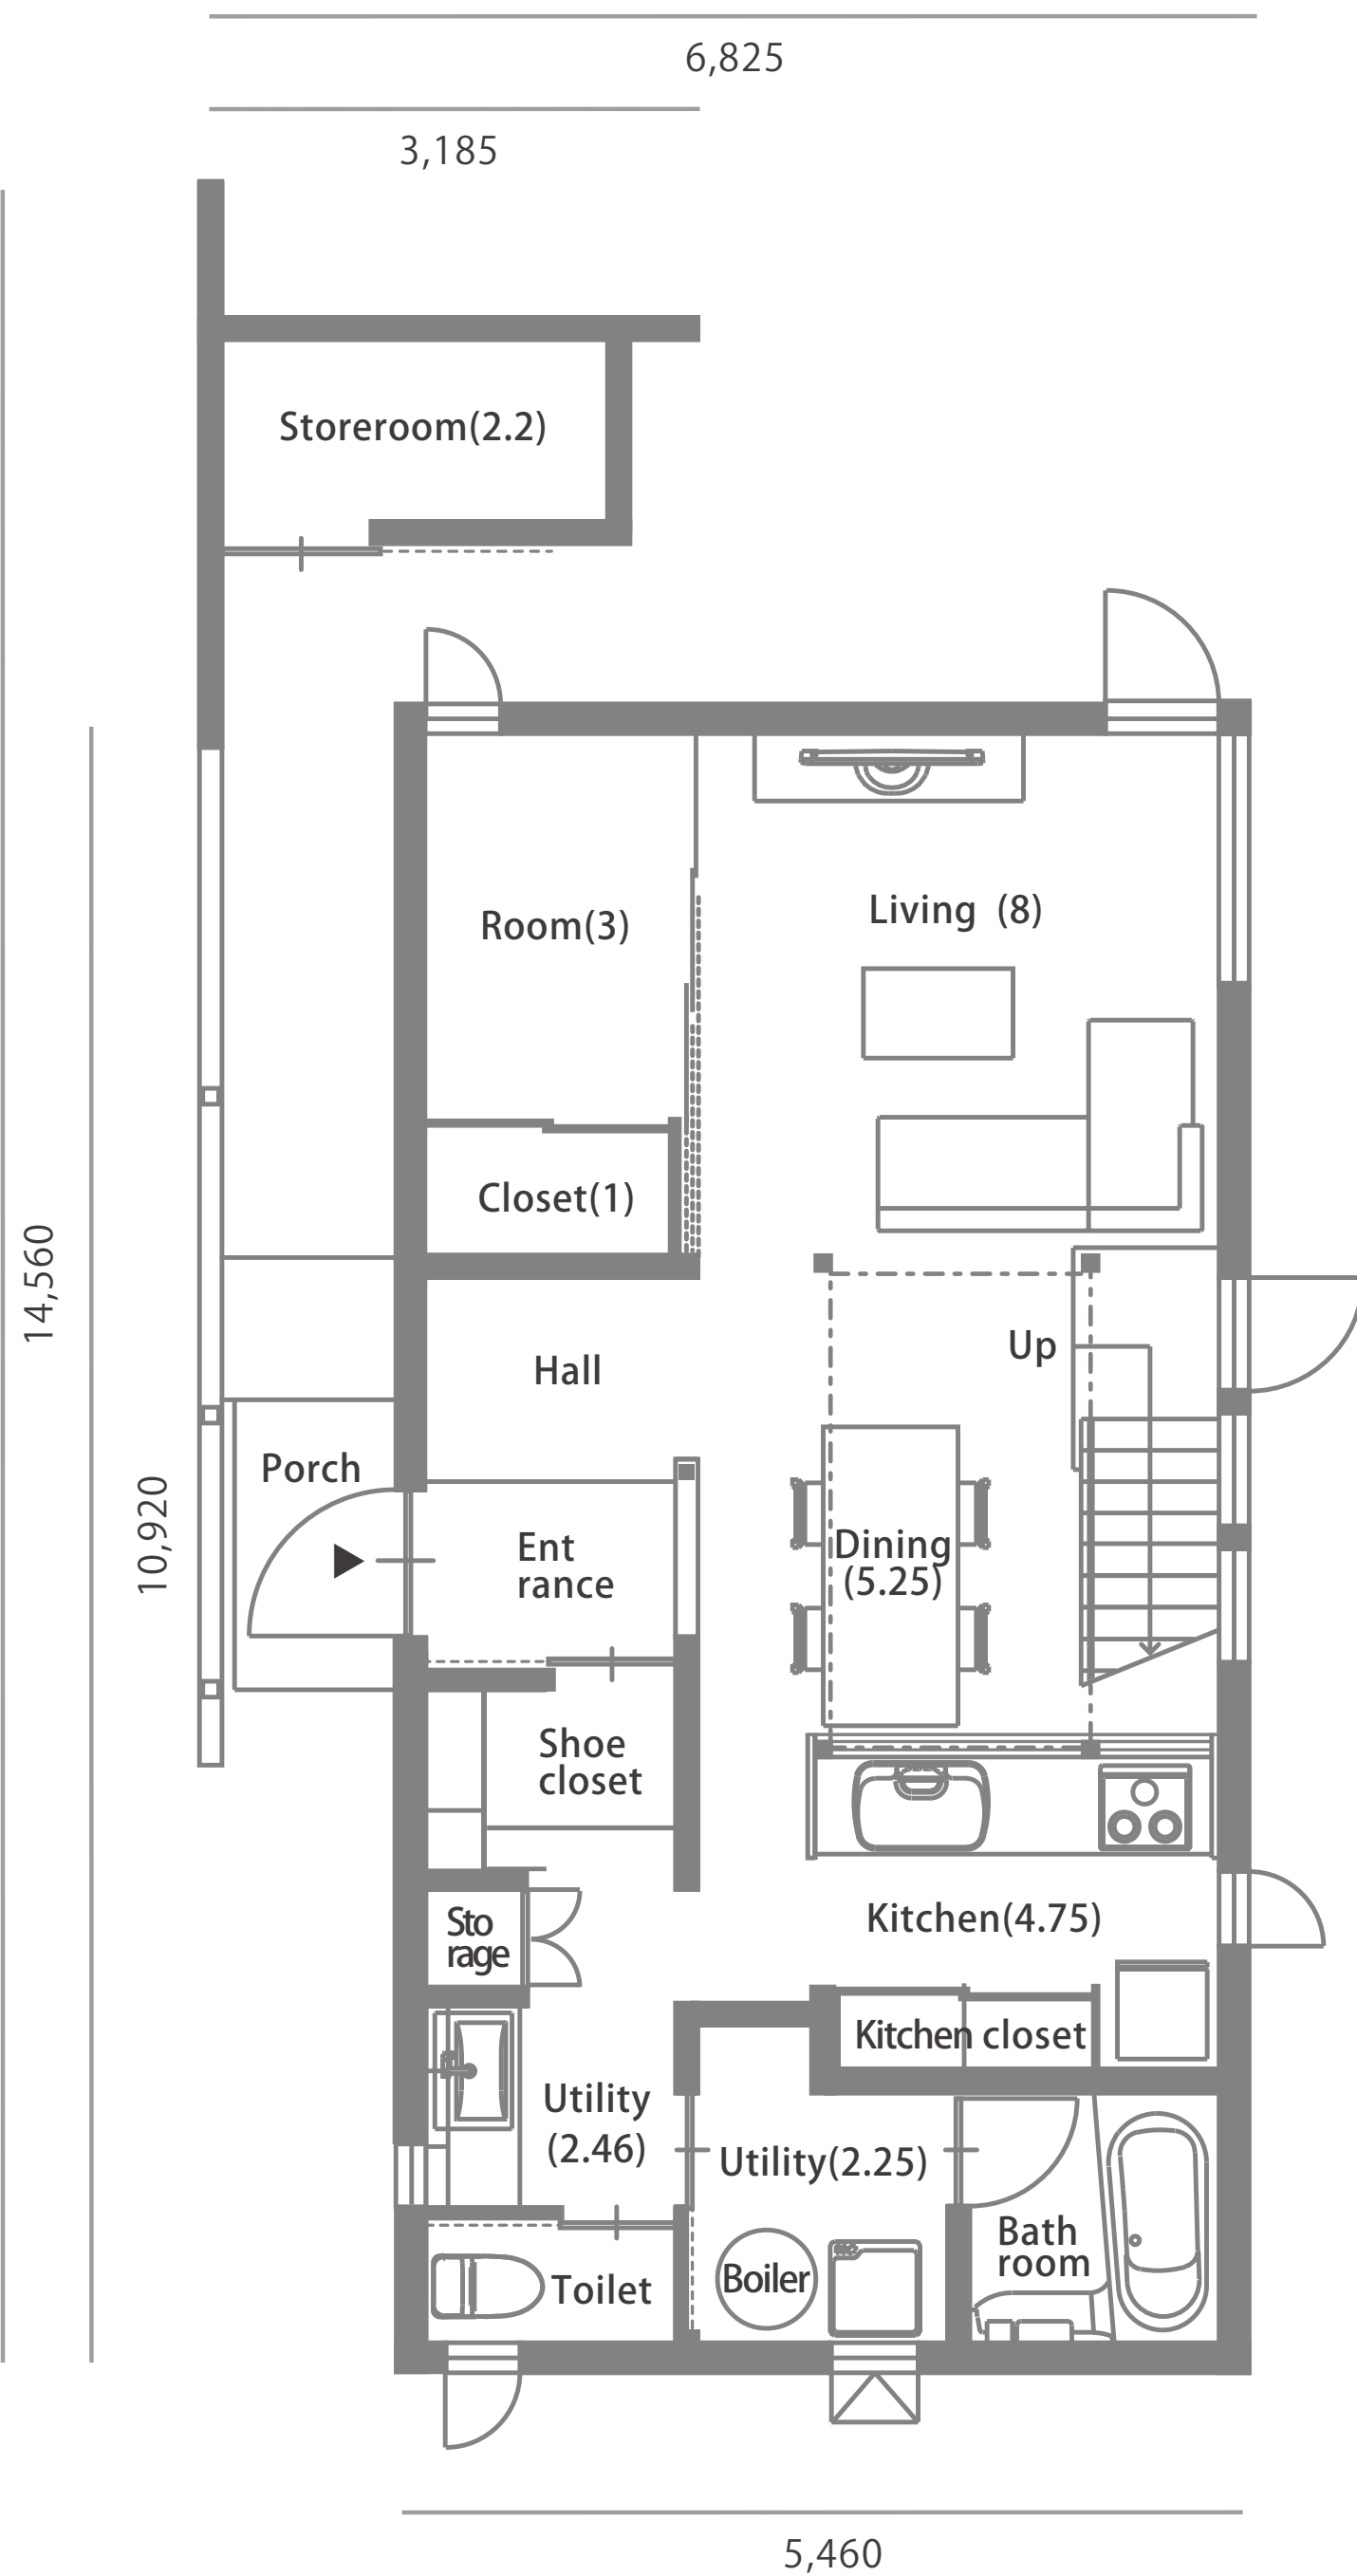 6,825
3,185
Storeroom(2.2)
Living (8)
Room(3)
Closet(1)
14,560
Up
Hall
Porch
10,920
Ent
rance
Dining
(5.25)
Shoe
closet
Kitchen(4.75)
Sto
rage
Kitchen closet
Utility
(2.46)
Utility(2.25)
Bath
room
Boiler
Toilet
5,460